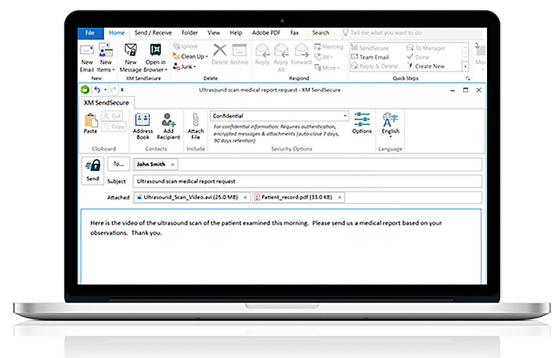 File Home Send / Receive Folder View Help Adobe PDF Fax Search Tell me what you want to do
New Email
New Items
New Message
Open in Browser
Ignore
Clean Up
Junk
Delete Archive
Reply
Reply All
Forward
Meeting
IM
More
SendSecure
Team Email
Reply & Delete
To Manager
Done
Create New
New XM SendSecure Delete Respond Quick Steps
Ultrasound scan medical report request - XM SendSecure
XM SendSecure
Paste
Cut
Copy
Address Book
Add Recipient
Attach File
Confidential
For confidential information: Requires authentication,
encrypted messages & attachments (auto-close 7 days,
90 days retention)
Options
English
Clipboard Contacts Include Security Options Language
Send
To... John Smith
Subject Ultrasound scan medical report request
Attached Ultrasound_Scan_Video.avi (25.0 MB) Patient_record.pdf (33.0 KB)
Here is the video of the ultrasound scan of the patient examined this morning. Please send us a medical report based on your
observations. Thank you.